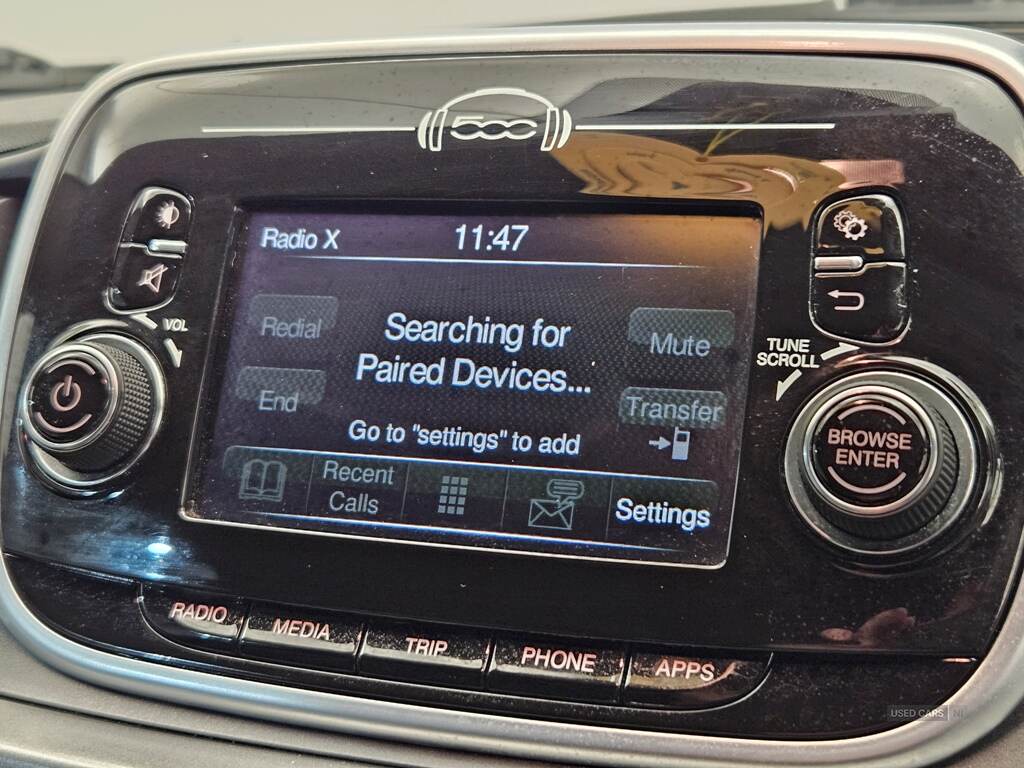 500
Radio X
11:47
Redial
Searching for
Paired Devices...
Mute
End
Transfer
Go to "settings" to add
Recent
Calls
Settings
VOL
TUNE
SCROLL
BROWSE
ENTER
RADIO
MEDIA
TRIP
PHONE
APPS
USED CARS NI